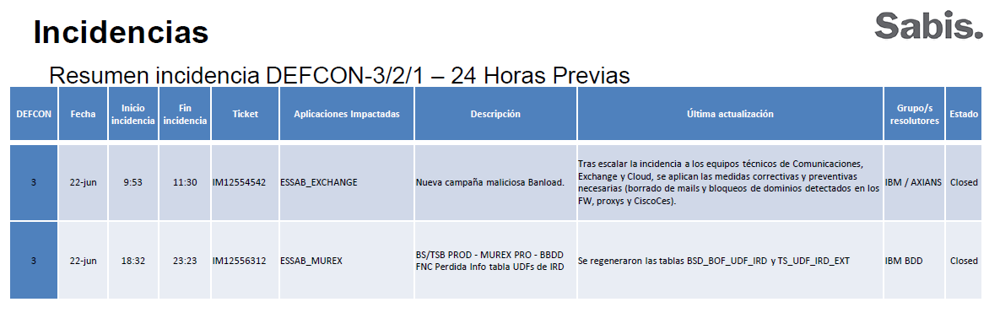 Incidencias
Sabis.
Resumen incidencia DEFCON-3/2/1 – 24 Horas Previas
DEFCON
Fecha
Inicio
incidencia
Fin
incidencia
Ticket
Aplicaciones Impactadas
Descripción
Última actualización
Grupo/s
resolutores
Estado
3
22-jun
9:53
11:30
IM12554542
ESSAB_EXCHANGE
Nueva campaña maliciosa Banload.
Tras escalar la incidencia a los equipos técnicos de Comunicaciones,
Exchange y Cloud, se aplican las medidas correctivas y preventivas
necesarias (borrado de mails y bloqueos de dominios detectados en los
FW, proxys y CiscoCes).
IBM / AXIANS
Closed
3
22-jun
18:32
23:23
IM12556312
ESSAB_MUREX
BS/TSB PROD - MUREX PRO - BBDD
FNC Perdida Info tabla UDFs de IRD
Se regeneraron las tablas BSD_BOF_UDF_IRD y TS_UDF_IRD_EXT
IBM BDD
Closed